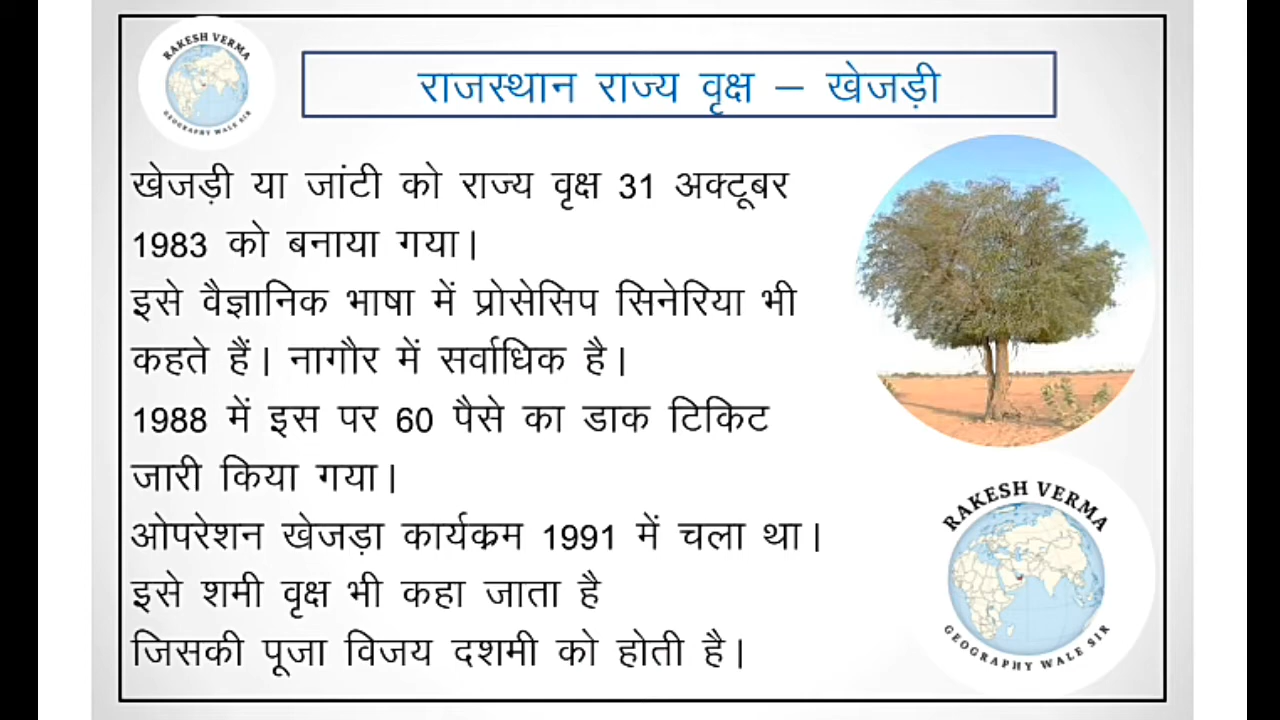 RAKESH VERMA
GEOGRAPHY WALE SIR
राजस्थान राज्य वृक्ष – खेजड़ी
खेजड़ी या जांटी को राज्य वृक्ष 31 अक्टूबर
1983 को बनाया गया।
इसे वैज्ञानिक भाषा में प्रोसेसिप सिनेरिया भी
कहते हैं। नागौर में सर्वाधिक है।
1988 में इस पर 60 पैसे का डाक टिकिट
जारी किया गया।
ओपरेशन खेजड़ा कार्यक्रम 1991 में चला था।
इसे शमी वृक्ष भी कहा जाता है
जिसकी पूजा विजय दशमी को होती है।
RAKESH VERMA
GEOGRAPHY WALE SIR